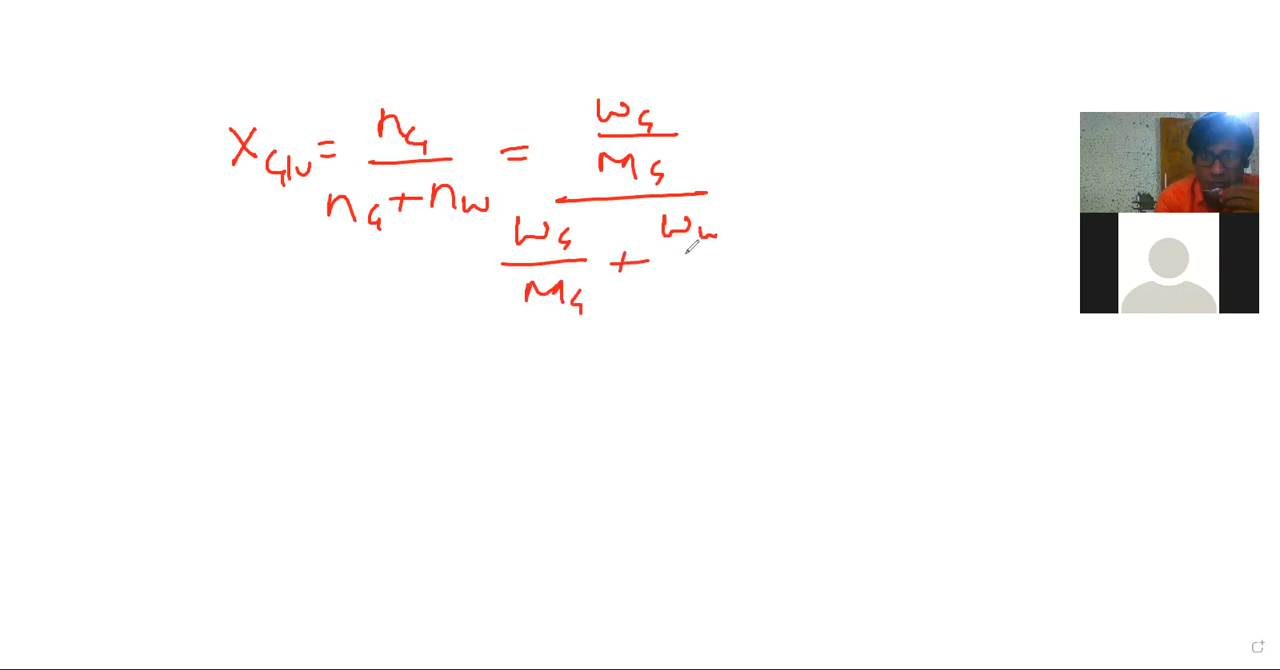 X_Glu = n_G / (n_G + n_W) = (W_G / M_G) / (W_G / M_G + W_W